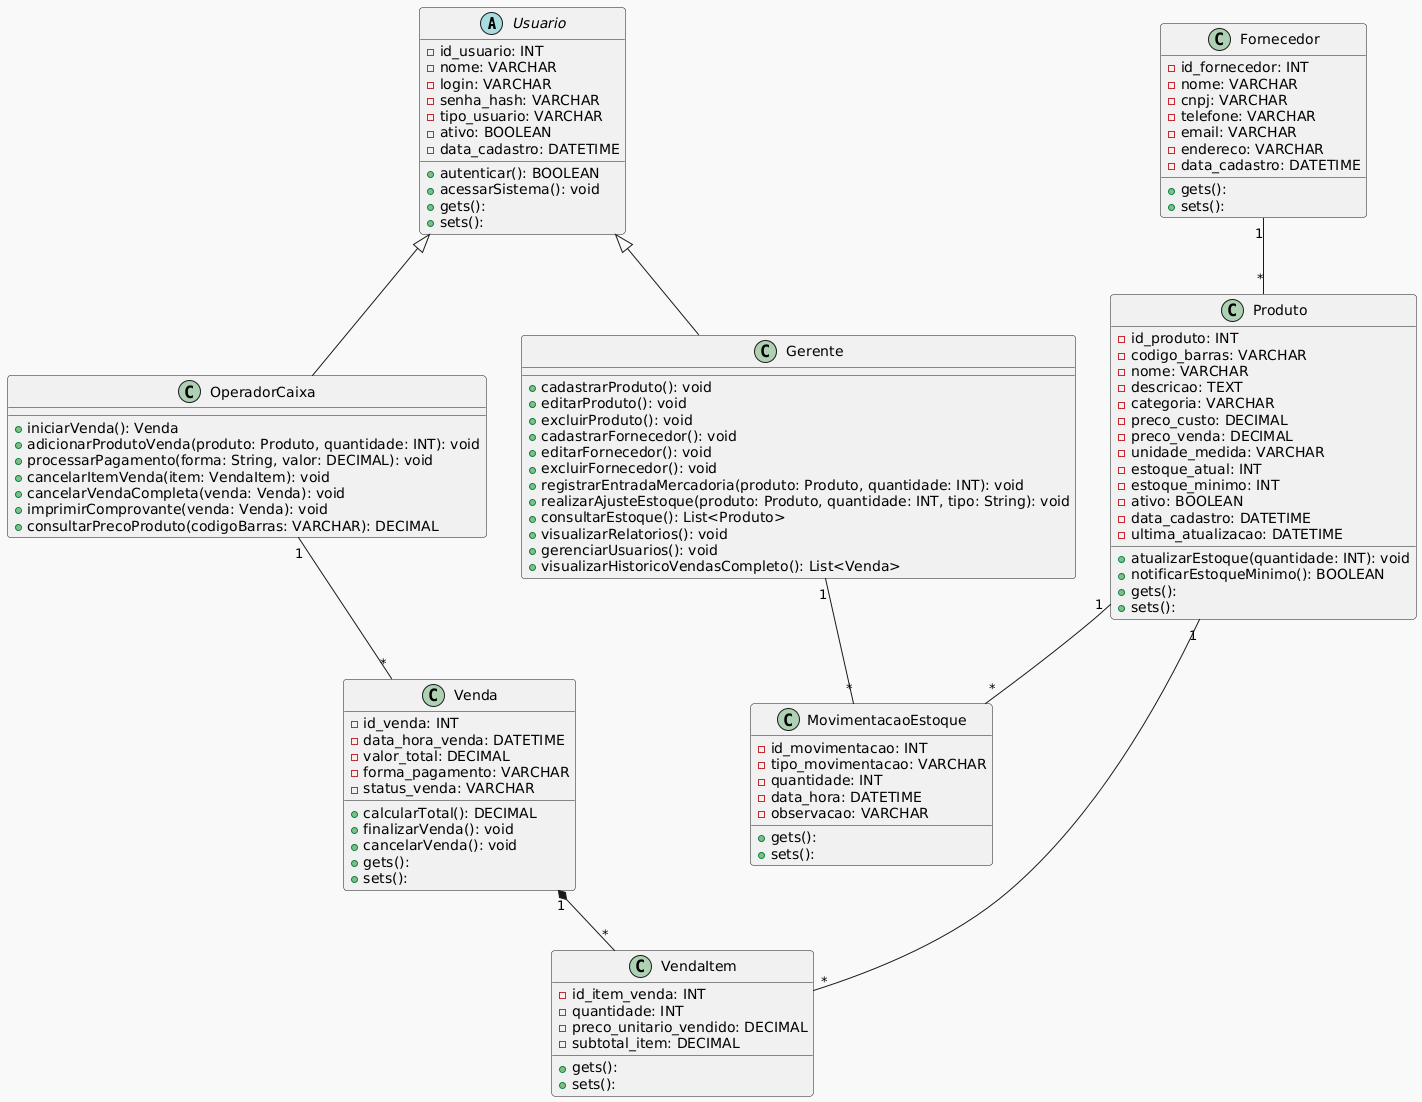 A Usuario
id_usuario: INT
nome: VARCHAR
login: VARCHAR
senha_hash: VARCHAR
tipo_usuario: VARCHAR
ativo: BOOLEAN
data_cadastro: DATETIME
autenticar(): BOOLEAN
acessarSistema(): void
gets():
sets():
C Fornecedor
id_fornecedor: INT
nome: VARCHAR
cnpj: VARCHAR
telefone: VARCHAR
email: VARCHAR
endereco: VARCHAR
data_cadastro: DATETIME
gets():
sets():
1
*
C OperadorCaixa
iniciarVenda(): Venda
adicionarProdutoVenda(produto: Produto, quantidade: INT): void
processarPagamento(forma: String, valor: DECIMAL): void
cancelarItemVenda(item: VendaItem): void
cancelarVendaCompleta(venda: Venda): void
imprimirComprovante(venda: Venda): void
consultarPrecoProduto(codigoBarras: VARCHAR): DECIMAL
1
*
C Gerente
cadastrarProduto(): void
editarProduto(): void
excluirProduto(): void
cadastrarFornecedor(): void
editarFornecedor(): void
excluirFornecedor(): void
registrarEntradaMercadoria(produto: Produto, quantidade: INT): void
realizarAjusteEstoque(produto: Produto, quantidade: INT, tipo: String): void
consultarEstoque(): List<Produto>
visualizarRelatorios(): void
gerenciarUsuarios(): void
visualizarHistoricoVendasCompleto(): List<Venda>
1
*
C Produto
id_produto: INT
codigo_barras: VARCHAR
nome: VARCHAR
descricao: TEXT
categoria: VARCHAR
preco_custo: DECIMAL
preco_venda: DECIMAL
unidade_medida: VARCHAR
estoque_atual: INT
estoque_minimo: INT
ativo: BOOLEAN
data_cadastro: DATETIME
ultima_atualizacao: DATETIME
atualizarEstoque(quantidade: INT): void
notificarEstoqueMinimo(): BOOLEAN
gets():
sets():
1
*
1
*
C Venda
id_venda: INT
data_hora_venda: DATETIME
valor_total: DECIMAL
forma_pagamento: VARCHAR
status_venda: VARCHAR
calcularTotal(): DECIMAL
finalizarVenda(): void
cancelarVenda(): void
gets():
sets():
1
*
C MovimentacaoEstoque
id_movimentacao: INT
tipo_movimentacao: VARCHAR
quantidade: INT
data_hora: DATETIME
observacao: VARCHAR
gets():
sets():
C VendaItem
id_item_venda: INT
quantidade: INT
preco_unitario_vendido: DECIMAL
subtotal_item: DECIMAL
gets():
sets():